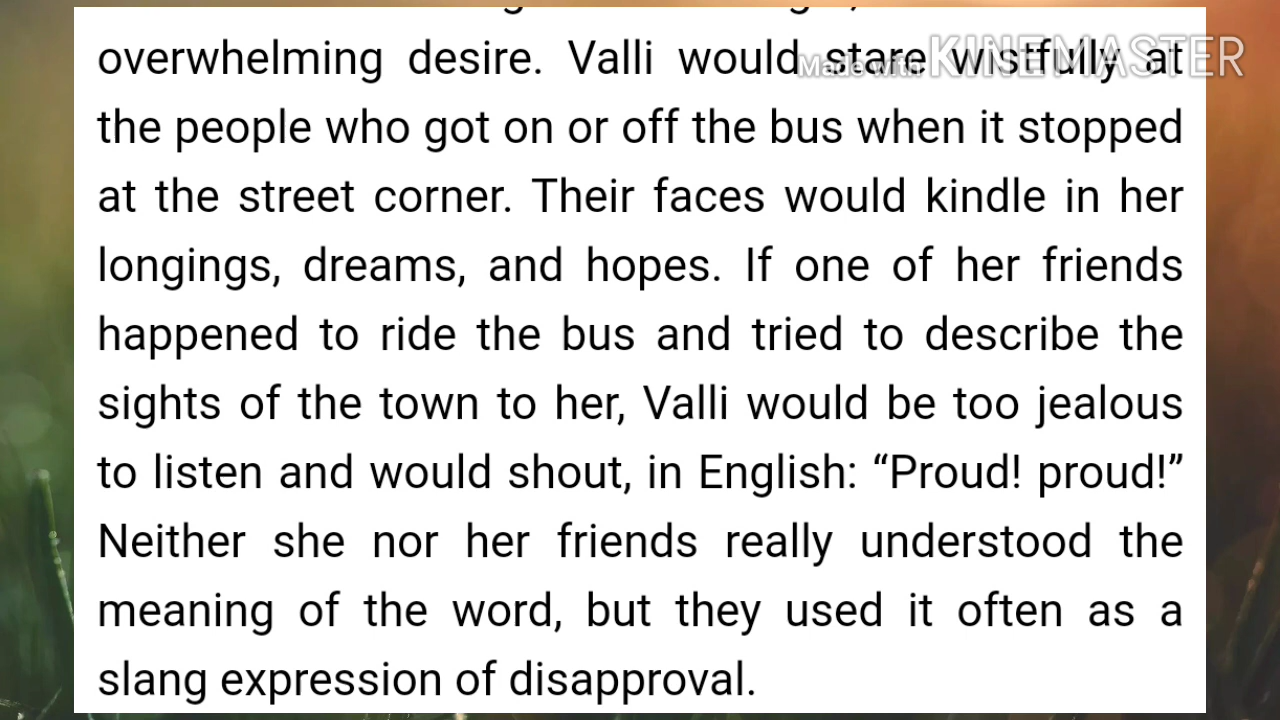 overwhelming desire. Valli would stare wistfully at
Made with KINEMASTER
the people who got on or off the bus when it stopped
at the street corner. Their faces would kindle in her
longings, dreams, and hopes. If one of her friends
happened to ride the bus and tried to describe the
sights of the town to her, Valli would be too jealous
to listen and would shout, in English: “Proud! proud!”
Neither she nor her friends really understood the
meaning of the word, but they used it often as a
slang expression of disapproval.